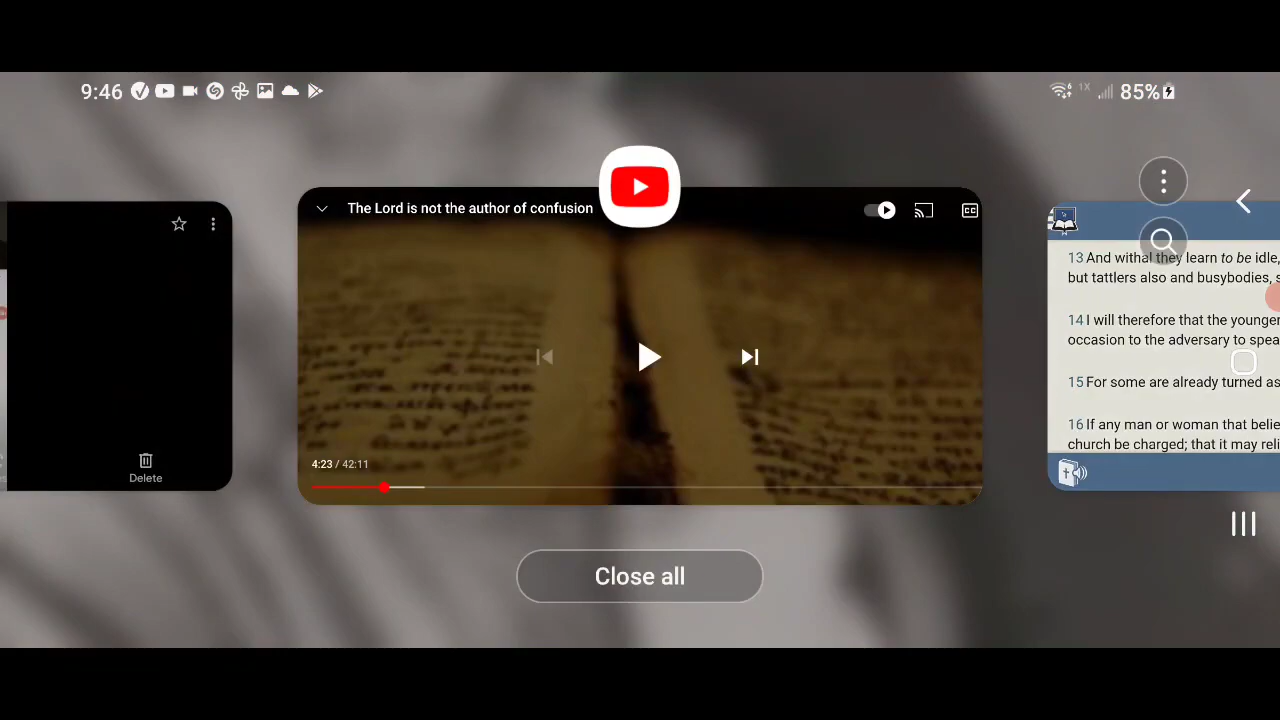 9:46
1X
85%
The Lord is not the author of confusion
CC
4:23 / 42:11
Delete
13 And withal they learn to be idle,
but tattlers also and busybodies, s
14 I will therefore that the younger
occasion to the adversary to spea
15 For some are already turned as
16 If any man or woman that belie
church be charged; that it may reli
Close all